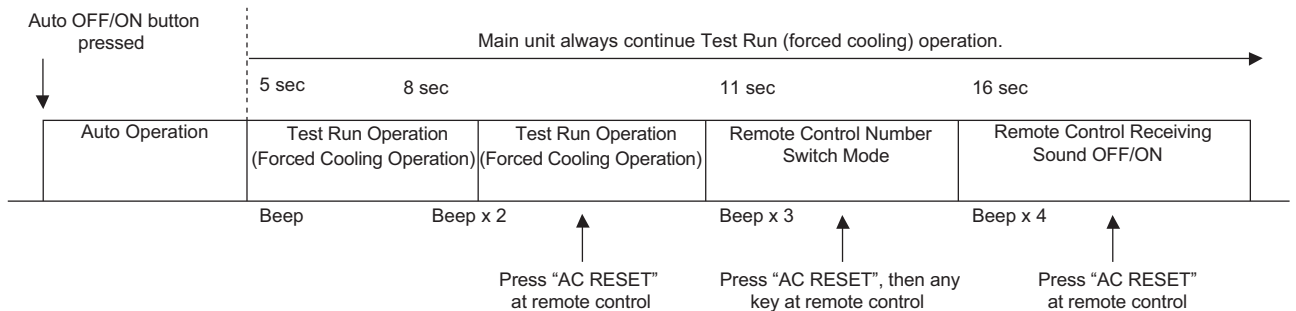 Auto OFF/ON button
pressed
Main unit always continue Test Run (forced cooling) operation.
5 sec
8 sec
11 sec
16 sec
Auto Operation
Test Run Operation
(Forced Cooling Operation)
Test Run Operation
(Forced Cooling Operation)
Remote Control Number
Switch Mode
Remote Control Receiving
Sound OFF/ON
Beep
Beep x 2
Beep x 3
Beep x 4
Press “AC RESET”
at remote control
Press “AC RESET”, then any
key at remote control
Press “AC RESET”
at remote control